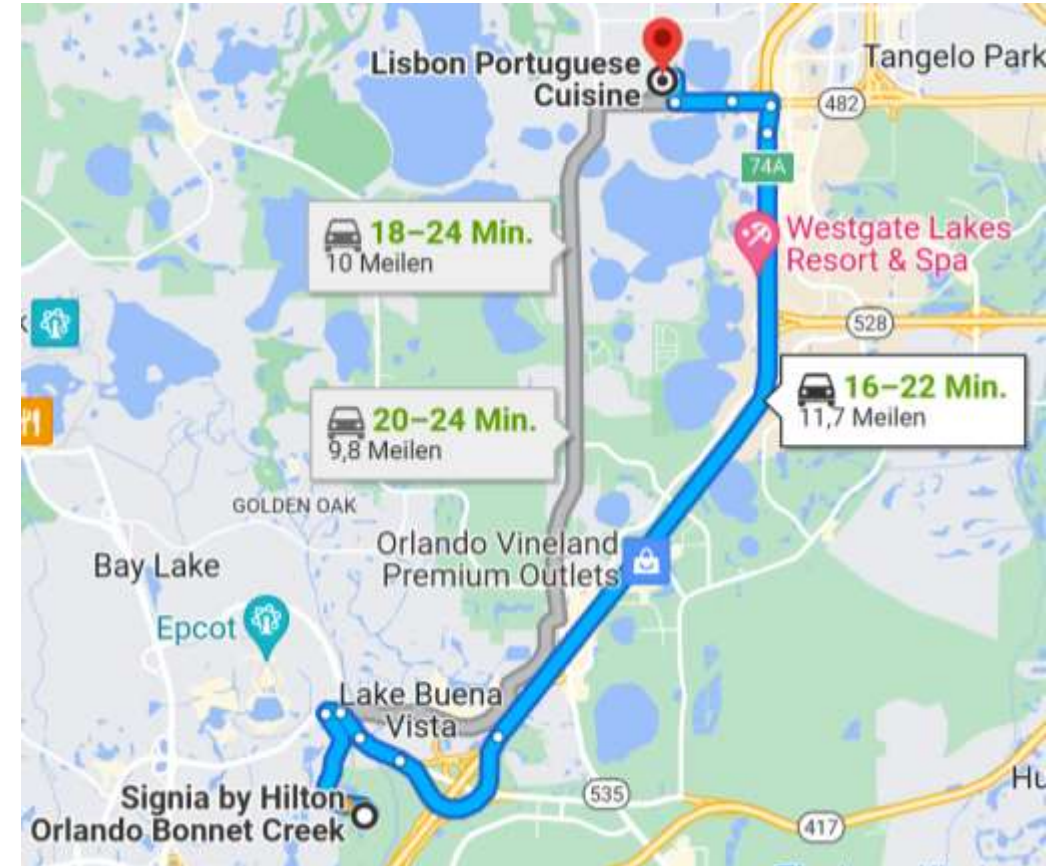 Lisbon Portuguese
Cuisine
Tangelo Park
482
74A
Westgate Lakes
Resort & Spa
18–24 Min.
10 Meilen
528
16–22 Min.
11,7 Meilen
20–24 Min.
9,8 Meilen
GOLDEN OAK
Orlando Vineland
Premium Outlets
Bay Lake
Epcot
Lake Buena
Vista
Signia by Hilton
Orlando Bonnet Creek
535
417
Hu